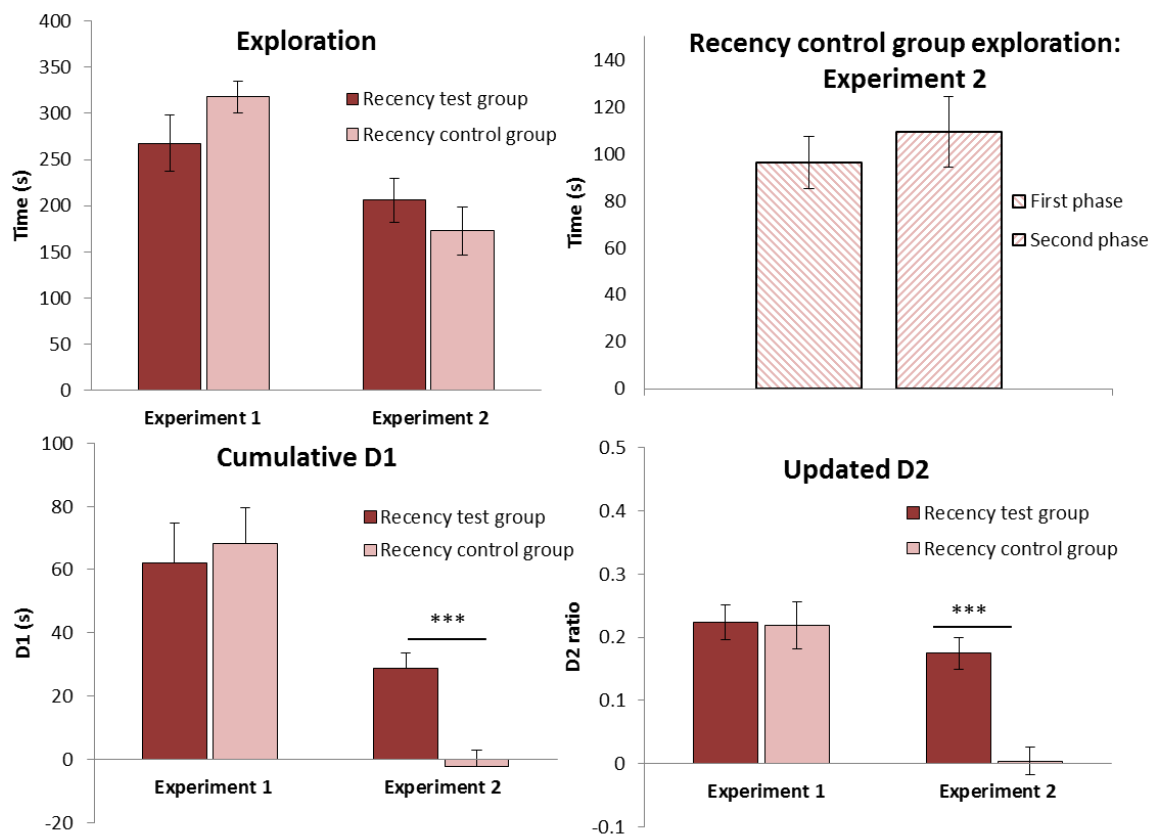 Exploration
Time (s)
400
350
300
250
200
150
100
50
0
Recency test group
Recency control group
Experiment 1
Experiment 2
Recency control group exploration:
Experiment 2
Time (s)
140
120
100
80
60
40
20
0
First phase
Second phase
Cumulative D1
D1 (s)
100
80
60
40
20
0
-20
Recency test group
Recency control group
***
Experiment 1
Experiment 2
Updated D2
D2 ratio
0.5
0.4
0.3
0.2
0.1
0
-0.1
Recency test group
Recency control group
***
Experiment 1
Experiment 2